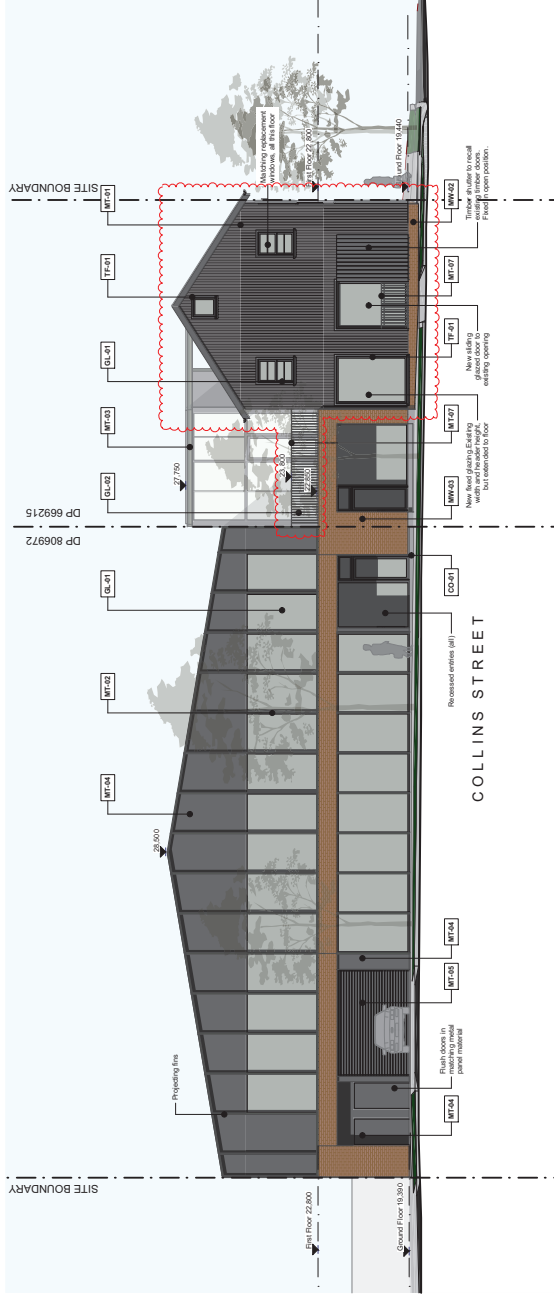 SITE BOUNDARY
DP 806972
DP 669215
SITE BOUNDARY
MT-04
MT-02
GL-01
GL-02
MT-03
GL-01
TF-01
MT-01
Projecting fins
28,500
27,750
23,800
22,800
Matching replacement
windows, all this floor
First Floor 22,800
First Floor 22,800
Ground Floor 19,390
Ground Floor 19,440
MT-04
MT-05
MT-04
CO-01
MW-03
MT-07
TF-01
MT-07
MW-02
Flush doors in
matching metal
panel material
Recessed entries (all)
New fixed glazing. Existing
width and header height,
but extended to floor
New sliding
glazed door to
existing opening
Timber shutter to recall
existing timber doors.
Fixed in open position.
COLLINS STREET